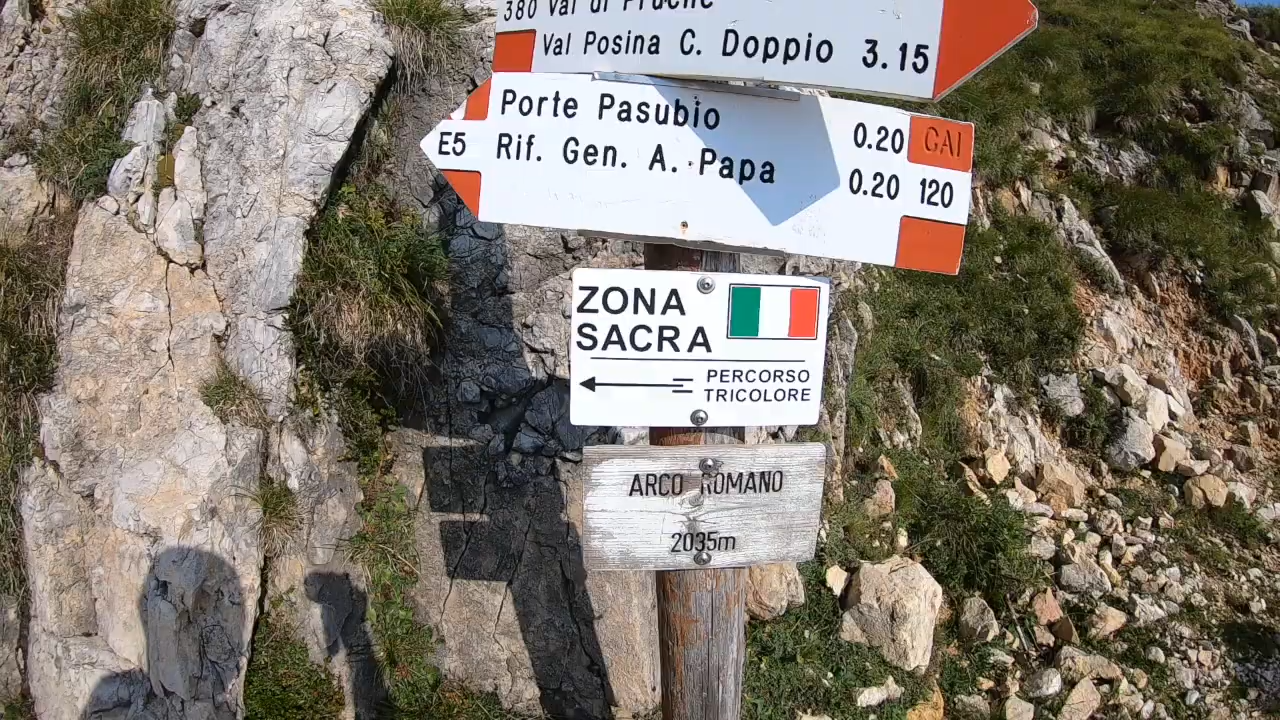 380 Val di Fruche
Val Posina C. Doppio 3.15
Porte Pasubio 0.20 CAI
E5 Rif. Gen. A. Papa 0.20 120
ZONA
SACRA
PERCORSO
TRICOLORE
ARCO ROMANO
2035m